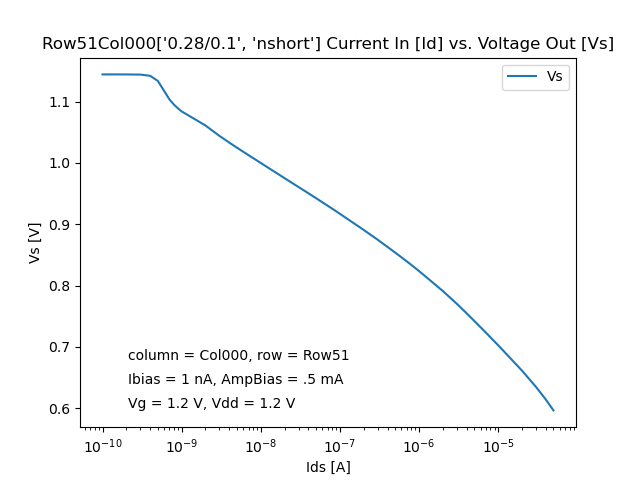 Row51Col000['0.28/0.1', 'nshort'] Current In [Id] vs. Voltage Out [Vs]
Vs
1.1
1.0
0.9
0.8
0.7
0.6
Vs [V]
column = Col000, row = Row51
Ibias = 1 nA, AmpBias = .5 mA
Vg = 1.2 V, Vdd = 1.2 V
10⁻¹⁰ 10⁻⁹ 10⁻⁸ 10⁻⁷ 10⁻⁶ 10⁻⁵
Ids [A]